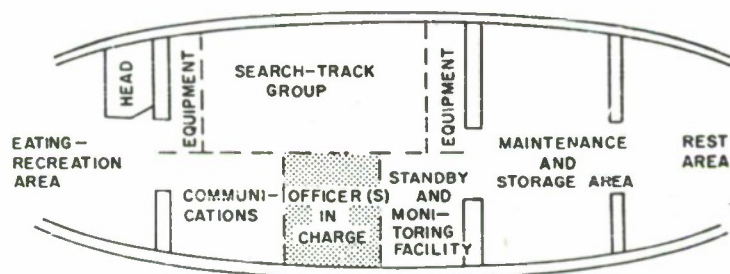 HEAD
EQUIPMENT
SEARCH-TRACK
GROUP
EQUIPMENT
EATING-
RECREATION
AREA
MAINTENANCE
AND
STORAGE AREA
REST
AREA
COMMUNI-
CATIONS
OFFICER(S)
IN
CHARGE
STANDBY
AND
MONI-
TORING
FACILITY